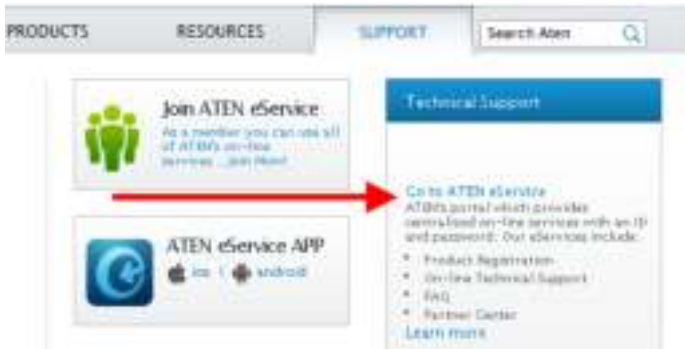 PRODUCTS
RESOURCES
SUPPORT
Search Aten
Join ATEN eService
As a member you can use all
of ATEN's on-line
services ...Join Now!
ATEN eService APP
ios | android
Technical Support
Go to ATEN eService
ATEN's portal which provides
centralized on-line services with an ID
and password. Our eServices include:
• Product Registration
• On-line Technical Support
• FAQ
• Partner Center
Learn more